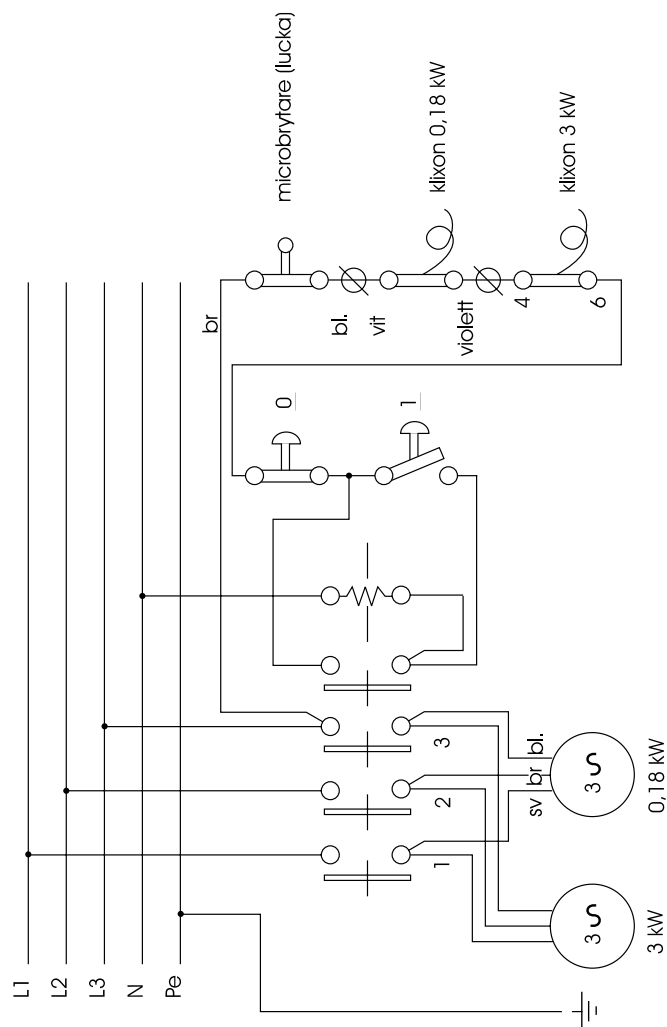 L1
L2
L3
N
Pe
br
microbrytare (lucka)
bl.
vit
klixon 0,18 kW
violett
4
6
klixon 3 kW
0
1
1
2
3
sv
br
bl.
3
3 kW
3
0,18 kW